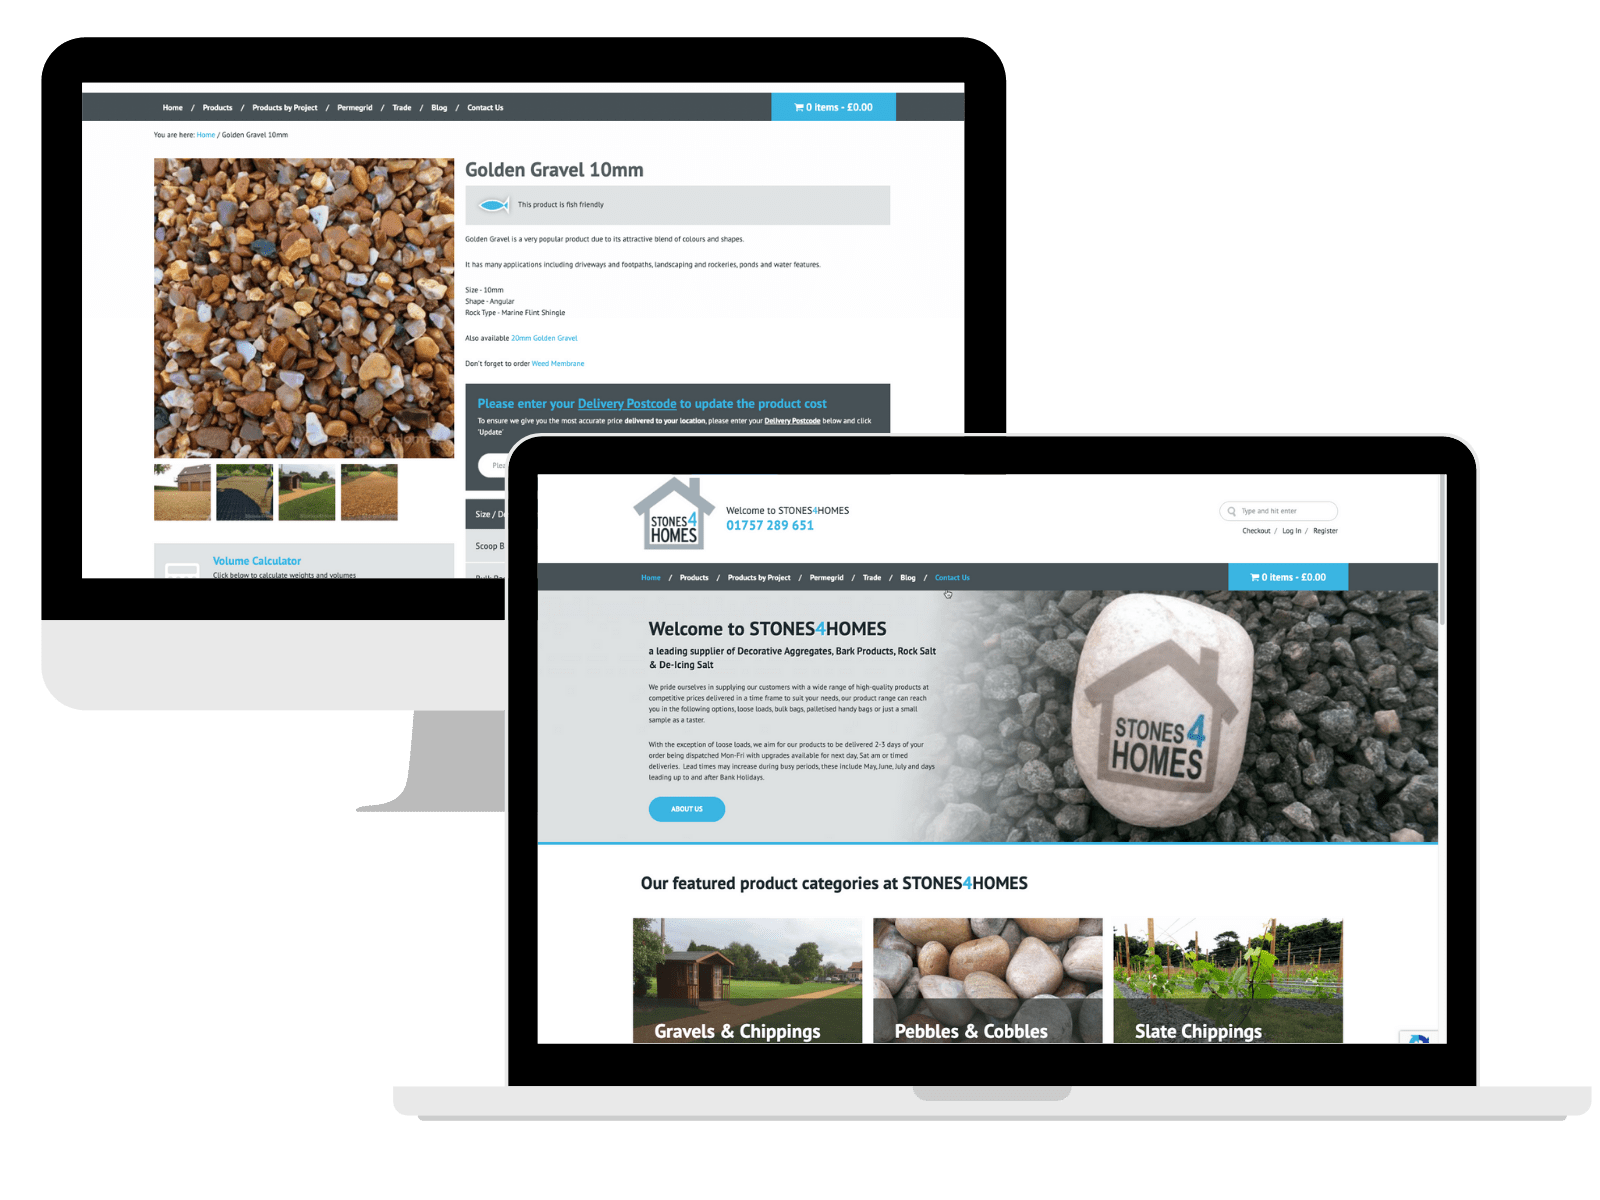 Home / Products / Products by Project / Permegrid / Trade / Blog / Contact Us
0 items - £0.00
You are here: Home / Golden Gravel 10mm
Stones4Homes
Golden Gravel 10mm
This product is fish friendly
Golden Gravel is a very popular product due to its attractive blend of colours and shapes.
It has many applications including driveways and footpaths, landscaping and rockeries, ponds and water features.
Size - 10mm
Shape - Angular
Rock Type - Marine Flint Shingle
Also available 20mm Golden Gravel
Don't forget to order Weed Membrane
Please enter your Delivery Postcode to update the product cost
To ensure we give you the most accurate price delivered to your location, please enter your Delivery Postcode below and click
'Update'
Size /
Scoop B
Volume Calculator
Click below to calculate weights and volumes
STONES4
HOMES
Welcome to STONES4HOMES
01757 289 651
Type and hit enter
Checkout / Log In / Register
Home / Products / Products by Project / Permegrid / Trade / Blog / Contact Us
0 items - £0.00
Welcome to STONES4HOMES
a leading supplier of Decorative Aggregates, Bark Products, Rock Salt
& De-Icing Salt
We pride ourselves in supplying our customers with a wide range of high-quality products at
competitive prices delivered in a time frame to suit your needs, our product range can reach
you in the following options, loose loads, bulk bags, palletised handy bags or just a small
sample as a taster.
With the exception of loose loads, we aim for our products to be delivered 2-3 days of your
order being dispatched Mon-Fri with upgrades available for next day, Sat am or timed
deliveries. Lead times may increase during busy periods, these include May, June, July and days
leading up to and after Bank Holidays.
ABOUT US
STONES4
HOMES
Our featured product categories at STONES4HOMES
Gravels & Chippings
Pebbles & Cobbles
Slate Chippings